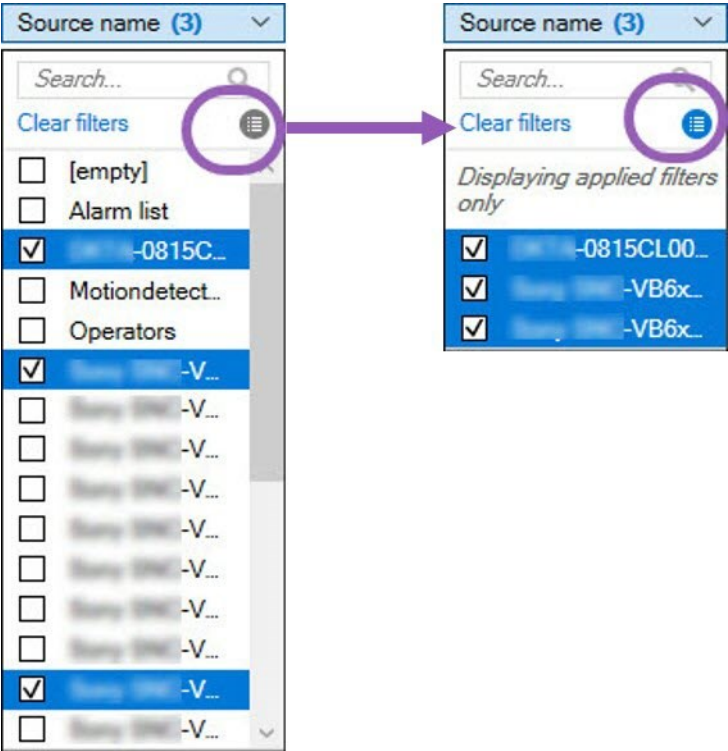 Source name (3)
Search...
Clear filters
[empty]
Alarm list
-0815C...
Motiondetect...
Operators
-V...
-V...
-V...
-V...
-V...
-V...
-V...
-V...
-V...
-V...
Source name (3)
Search...
Clear filters
Displaying applied filters
only
-0815CL00...
-VB6x...
-VB6x...